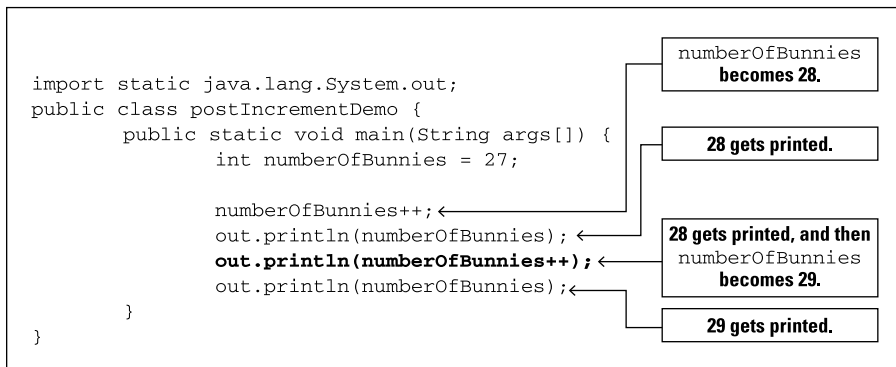 import static java.lang.System.out;
public class postIncrementDemo {
public static void main(String args[]) {
int numberOfBunnies = 27;
numberOfBunnies++;
out.println(numberOfBunnies);
out.println(numberOfBunnies++);
out.println(numberOfBunnies);
}
}
numberOfBunnies
becomes 28.
28 gets printed.
28 gets printed, and then
numberOfBunnies
becomes 29.
29 gets printed.